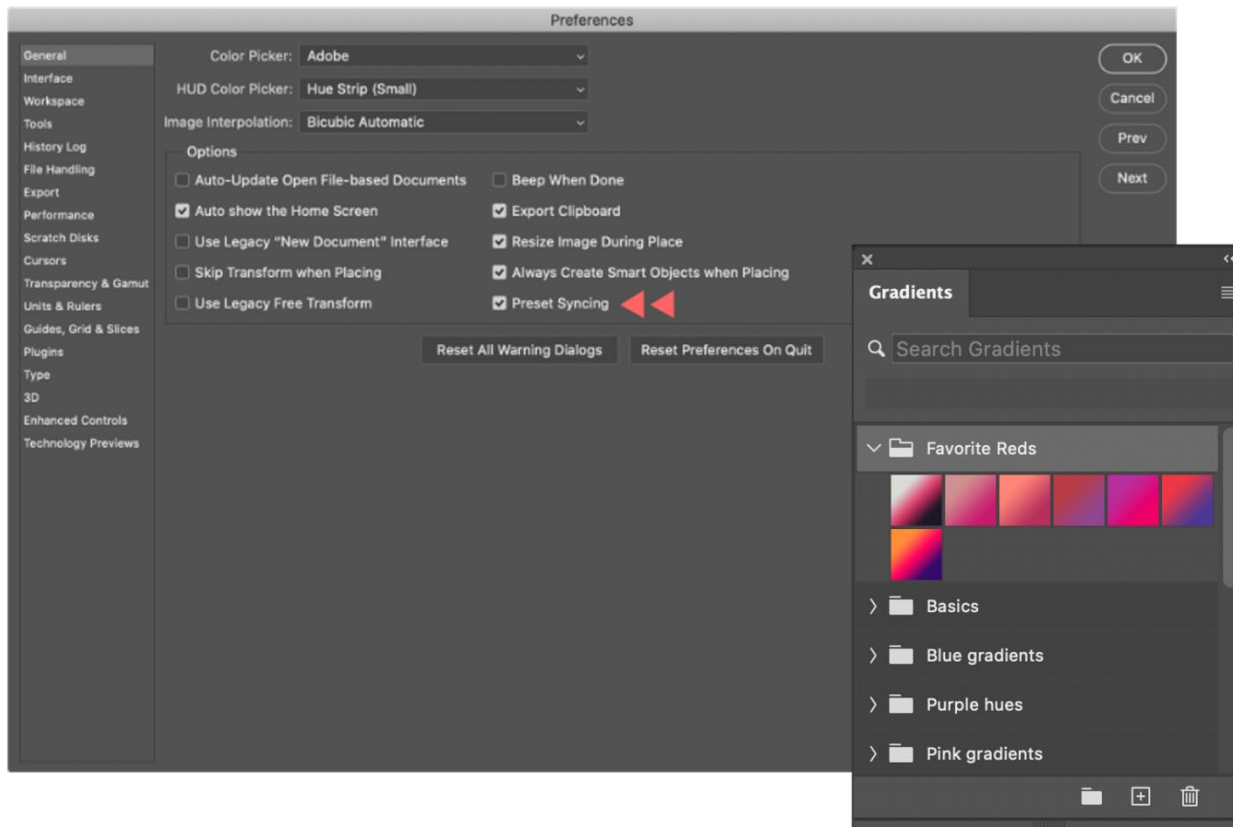 Preferences
General
Interface
Workspace
Tools
History Log
File Handling
Export
Performance
Scratch Disks
Cursors
Transparency & Gamut
Units & Rulers
Guides, Grid & Slices
Plugins
Type
3D
Enhanced Controls
Technology Previews
Color Picker: Adobe
HUD Color Picker: Hue Strip (Small)
Image Interpolation: Bicubic Automatic
Options
Auto-Update Open File-based Documents
Auto show the Home Screen
Use Legacy "New Document" Interface
Skip Transform when Placing
Use Legacy Free Transform
Beep When Done
Export Clipboard
Resize Image During Place
Always Create Smart Objects when Placing
Preset Syncing
Reset All Warning Dialogs
Reset Preferences On Quit
OK
Cancel
Prev
Next
Gradients
Search Gradients
Favorite Reds
Basics
Blue gradients
Purple hues
Pink gradients